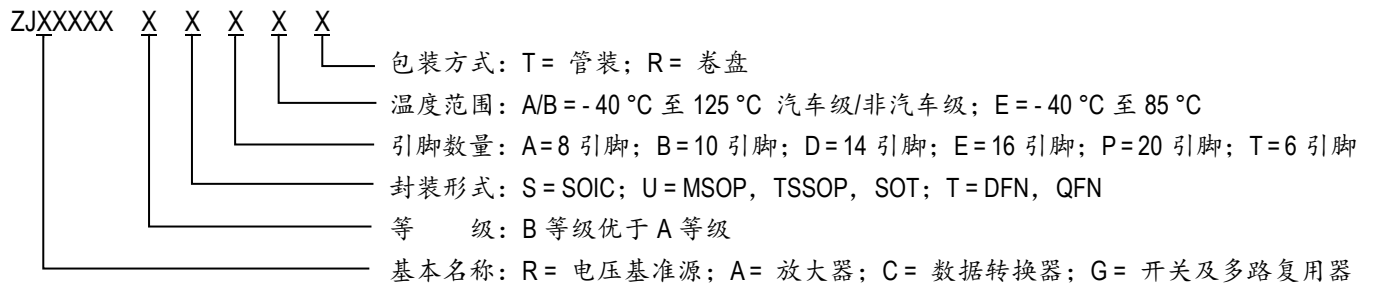 ZJXXXXX X X X X X
包装方式：T = 管装；R = 卷盘
温度范围：A/B = - 40 °C 至 125 °C 汽车级/非汽车级；E = - 40 °C 至 85 °C
引脚数量：A = 8 引脚；B = 10 引脚；D = 14 引脚；E = 16 引脚；P = 20 引脚；T = 6 引脚
封装形式：S = SOIC；U = MSOP，TSSOP，SOT；T = DFN，QFN
等 级：B 等级优于 A 等级
基本名称：R = 电压基准源；A = 放大器；C = 数据转换器；G = 开关及多路复用器